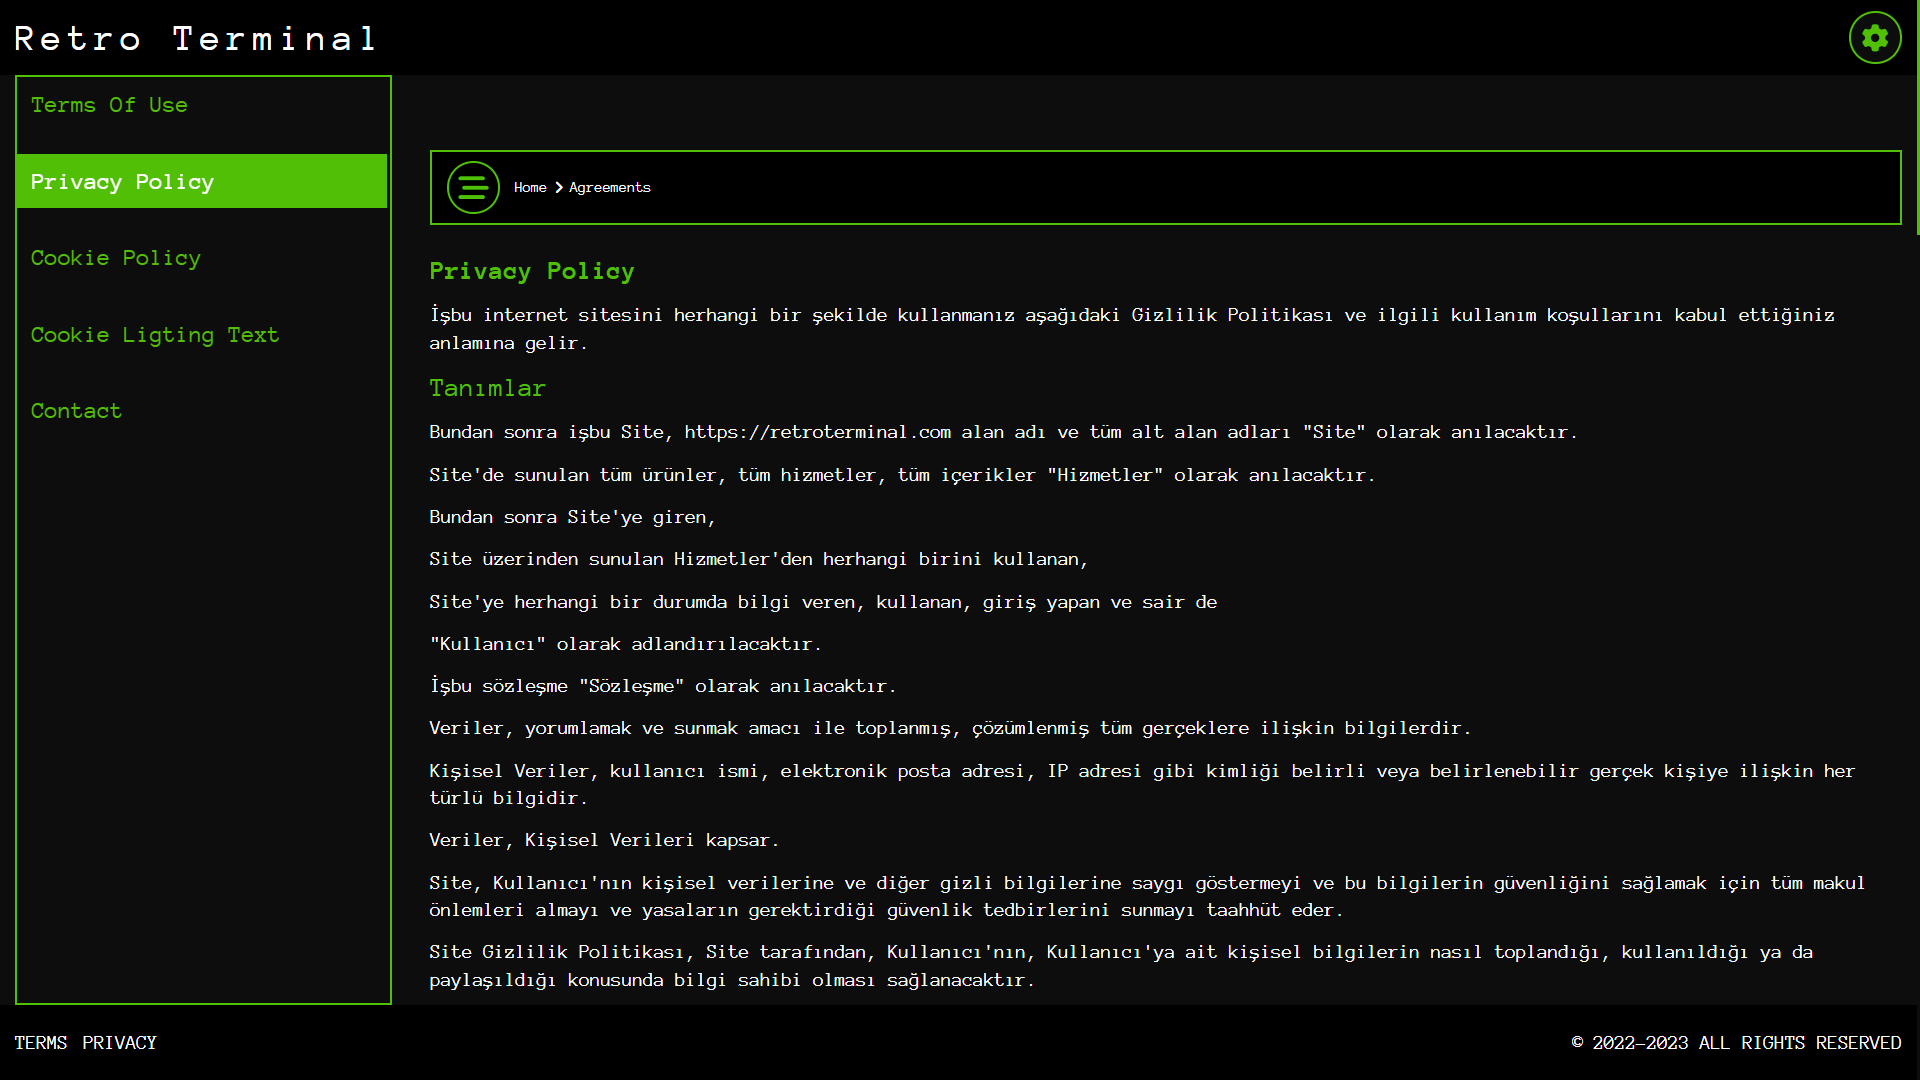 Retro Terminal
Terms Of Use
Privacy Policy
Cookie Policy
Cookie Ligting Text
Contact
Home Agreements
Privacy Policy
İşbu internet sitesini herhangi bir şekilde kullanmanız aşağıdaki Gizlilik Politikası ve ilgili kullanım koşullarını kabul ettiğiniz
anlamına gelir.
Tanımlar
Bundan sonra işbu Site, https://retroterminal.com alan adı ve tüm alt alan adları "Site" olarak anılacaktır.
Site'de sunulan tüm ürünler, tüm hizmetler, tüm içerikler "Hizmetler" olarak anılacaktır.
Bundan sonra Site'ye giren,
Site üzerinden sunulan Hizmetler'den herhangi birini kullanan,
Site'ye herhangi bir durumda bilgi veren, kullanan, giriş yapan ve sair de
"Kullanıcı" olarak adlandırılacaktır.
İşbu sözleşme "Sözleşme" olarak anılacaktır.
Veriler, yorumlamak ve sunmak amacı ile toplanmış, çözümlenmiş tüm gerçeklere ilişkin bilgilerdir.
Kişisel Veriler, kullanıcı ismi, elektronik posta adresi, IP adresi gibi kimliği belirli veya belirlenebilir gerçek kişiye ilişkin her
türlü bilgidir.
Veriler, Kişisel Verileri kapsar.
Site, Kullanıcı'nın kişisel verilerine ve diğer gizli bilgilerine saygı göstermeyi ve bu bilgilerin güvenliğini sağlamak için tüm makul
önlemleri almayı ve yasaların gerektirdiği güvenlik tedbirlerini sunmayı taahhüt eder.
Site Gizlilik Politikası, Site tarafından, Kullanıcı'nın, Kullanıcı'ya ait kişisel bilgilerin nasıl toplandığı, kullanıldığı ya da
paylaşıldığı konusunda bilgi sahibi olması sağlanacaktır.
TERMS PRIVACY
© 2022-2023 ALL RIGHTS RESERVED